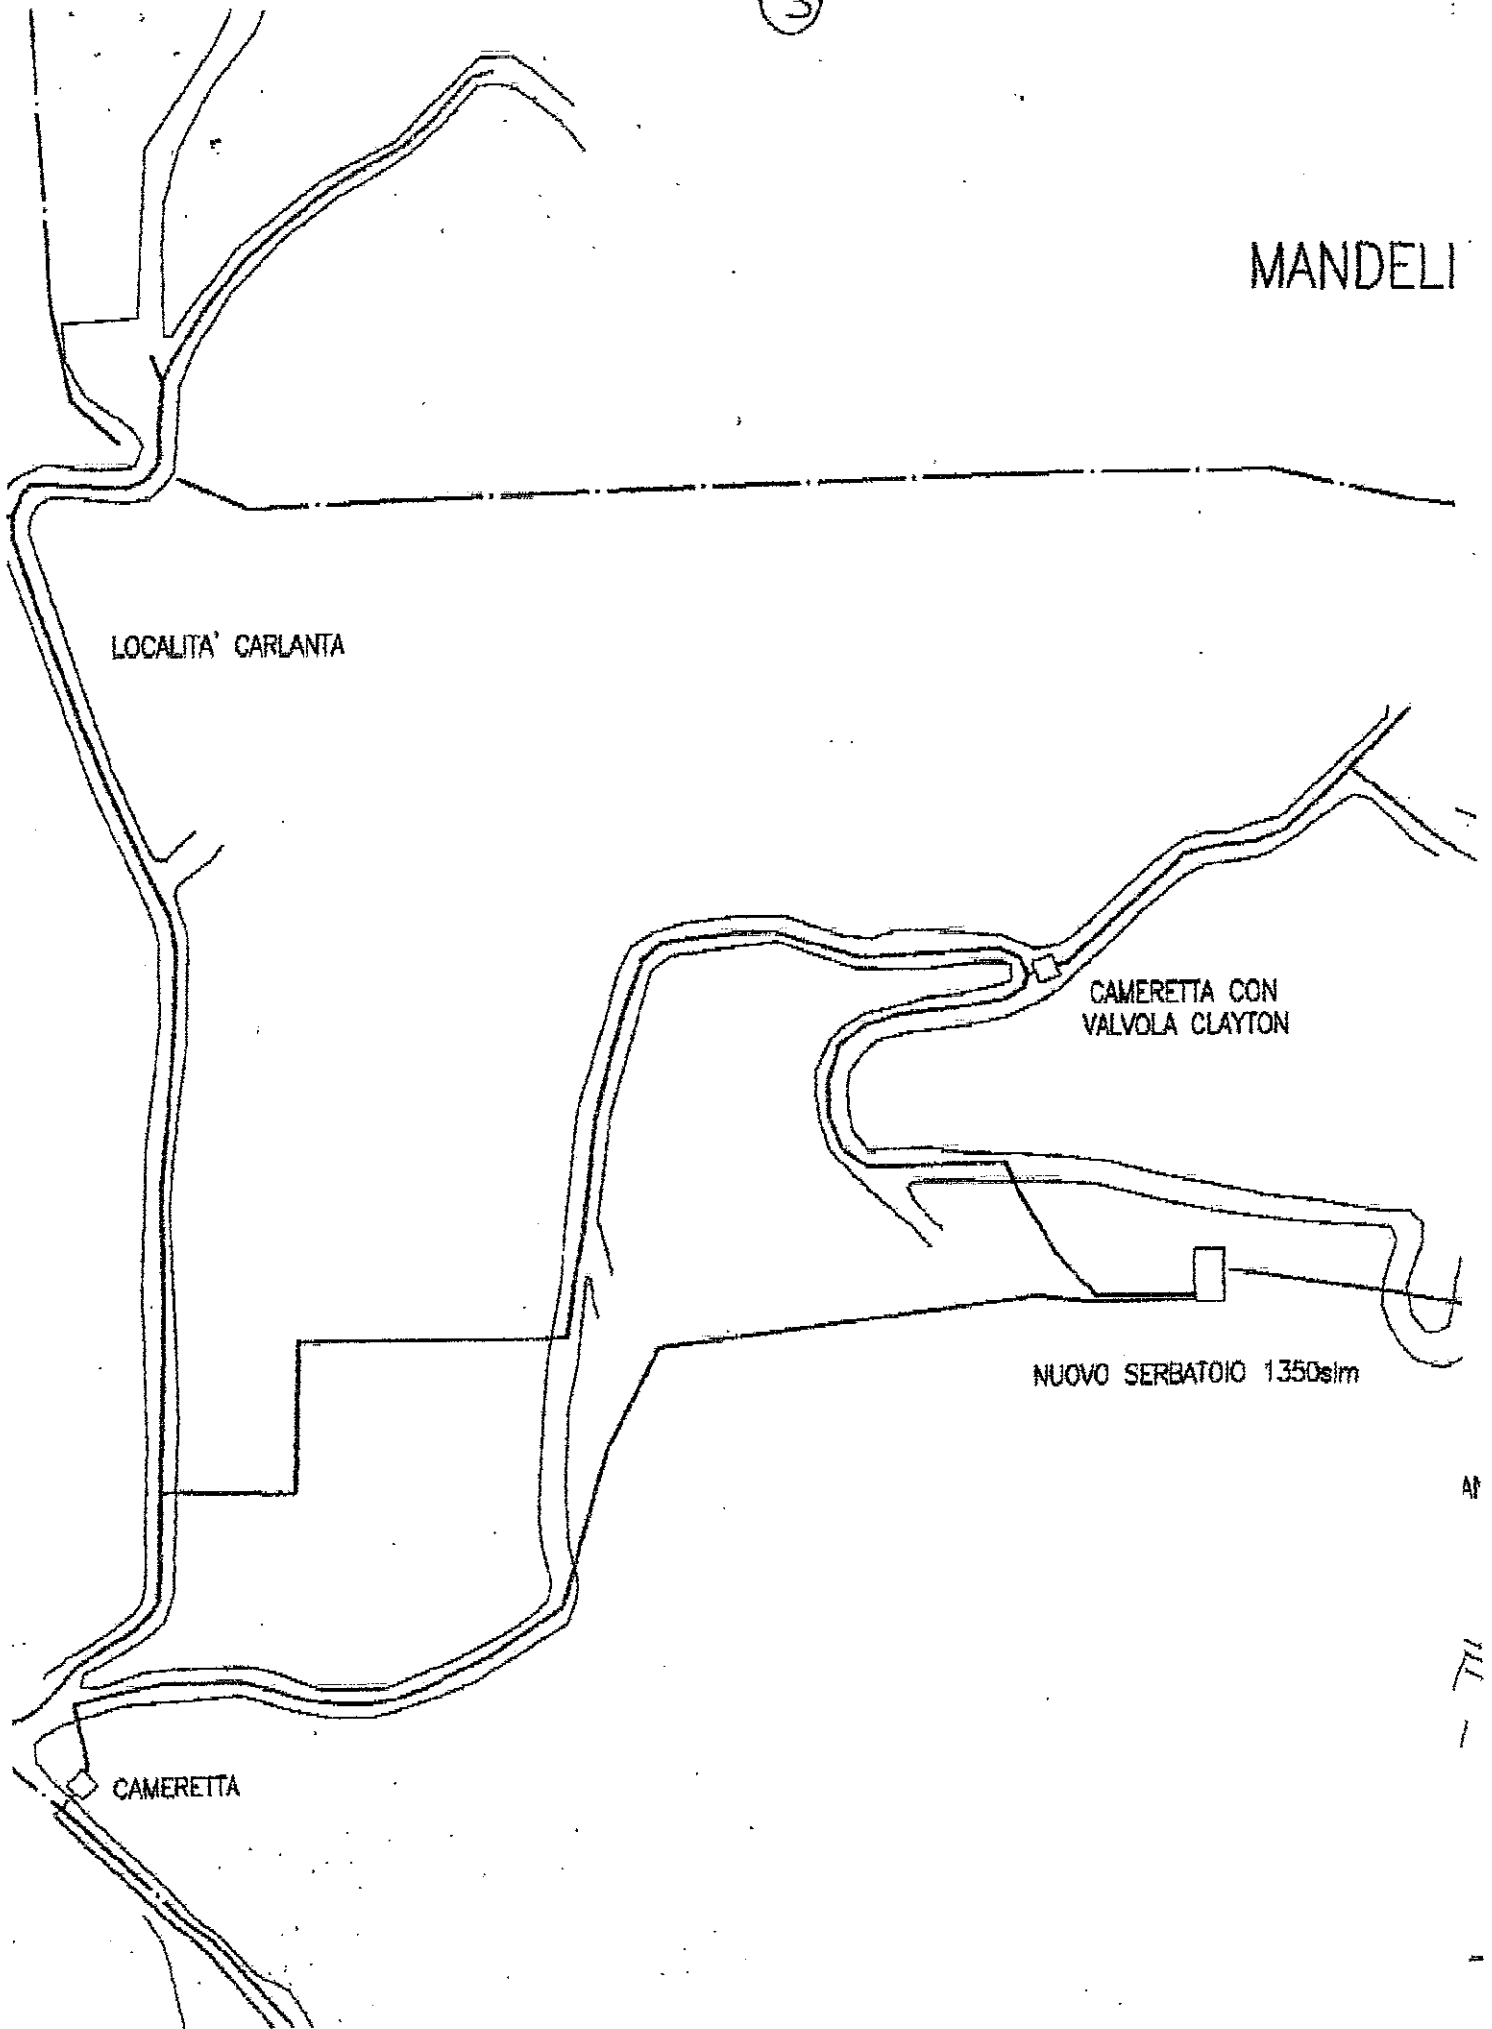 MANDELI
LOCALITA' CARLANTA
CAMERETTA CON
VALVOLA CLAYTON
NUOVO SERBATOIO 1350slm
CAMERETTA